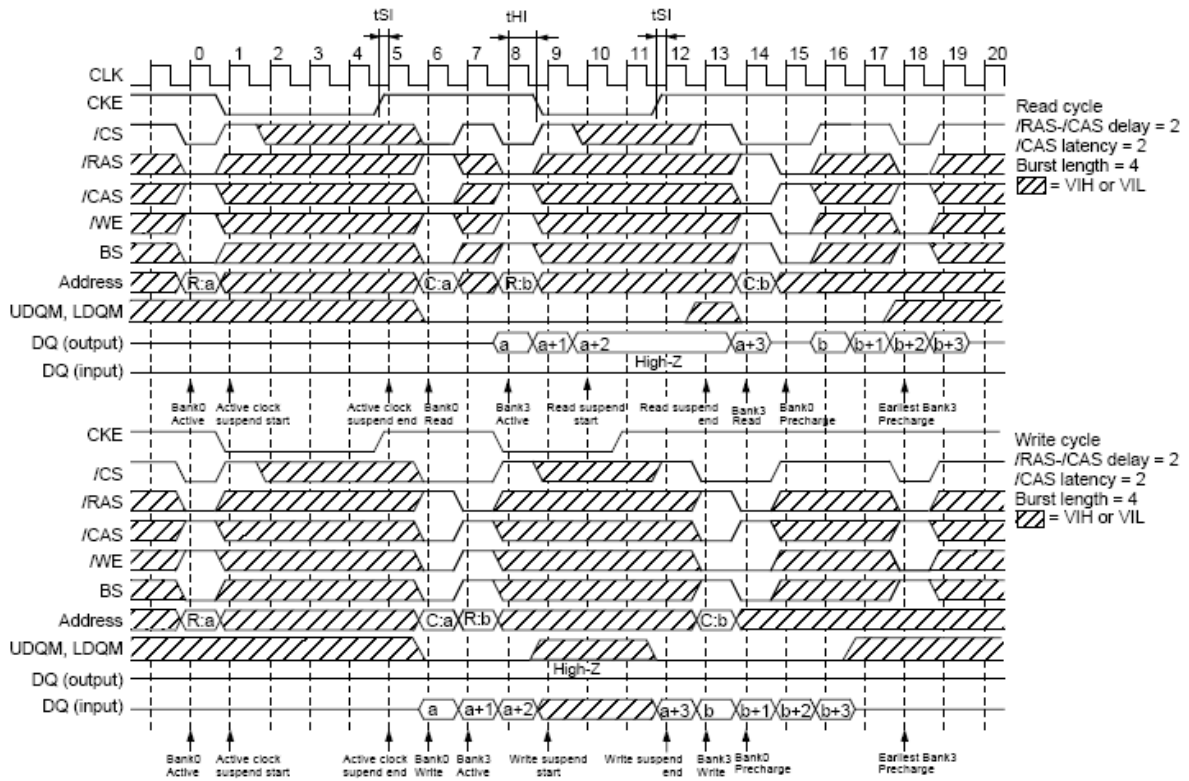 tSI tHI tSI
0 1 2 3 4 5 6 7 8 9 10 11 12 13 14 15 16 17 18 19 20
CLK
CKE
/CS
/RAS
/CAS
/WE
BS
Address R:a C:a R:b C:b
UDQM, LDQM
DQ (output) a a+1 a+2 a+3 b b+1 b+2 b+3
High-Z
DQ (input)
Bank0 Active
Active clock suspend start
Active clock suspend end
Bank0 Read
Bank3 Active
Read suspend start
Read suspend end
Bank3 Read
Bank0 Precharge
Earliest Bank3 Precharge
Read cycle
/RAS-/CAS delay = 2
/CAS latency = 2
Burst length = 4
= VIH or VIL
CKE
/CS
/RAS
/CAS
/WE
BS
Address R:a C:a R:b C:b
UDQM, LDQM
High-Z
DQ (output)
DQ (input) a a+1 a+2 a+3 b b+1 b+2 b+3
Bank0 Active
Active clock suspend start
Active clock supend end
Bank0 Write
Bank3 Active
Write suspend start
Write suspend end
Bank3 Write
Bank0 Precharge
Earliest Bank3 Precharge
Write cycle
/RAS-/CAS delay = 2
/CAS latency = 2
Burst length = 4
= VIH or VIL